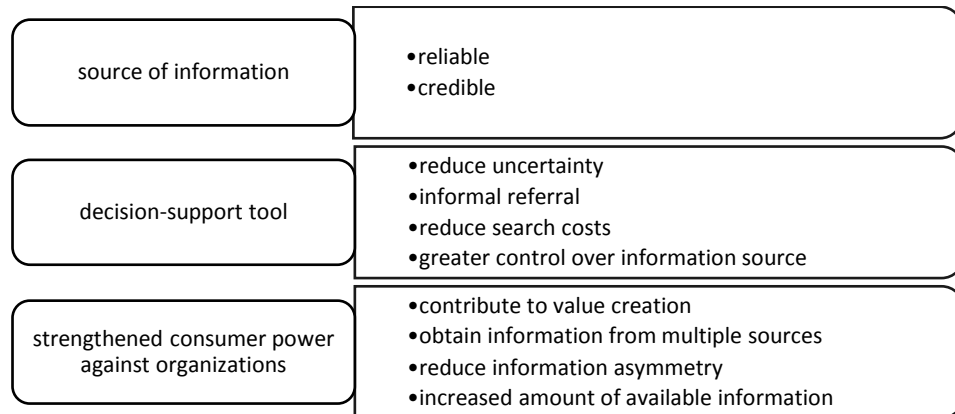 source of information
•reliable
•credible
decision-support tool
•reduce uncertainty
•informal referral
•reduce search costs
•greater control over information source
strengthened consumer power
against organizations
•contribute to value creation
•obtain information from multiple sources
•reduce information asymmetry
•increased amount of available information